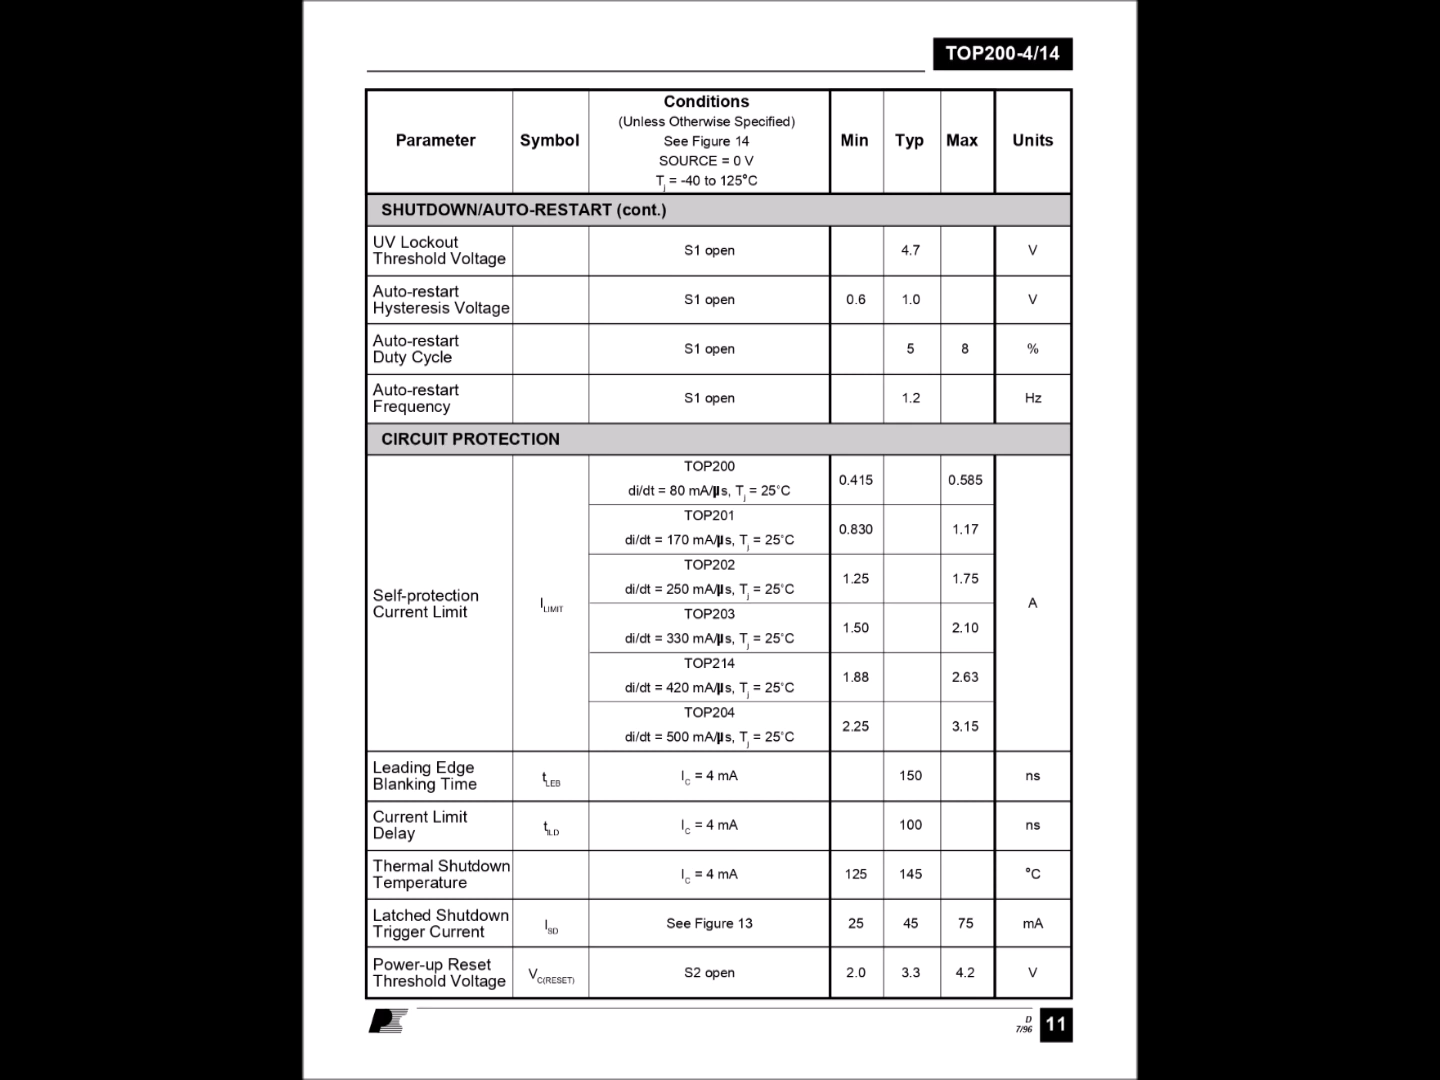 TOP200-4/14
Parameter Symbol Conditions Min Typ Max Units
(Unless Otherwise Specified)
See Figure 14
SOURCE = 0 V
Tj = -40 to 125°C
SHUTDOWN/AUTO-RESTART (cont.)
UV Lockout
Threshold Voltage S1 open 4.7 V
Auto-restart
Hysteresis Voltage S1 open 0.6 1.0 V
Auto-restart
Duty Cycle S1 open 5 8 %
Auto-restart
Frequency S1 open 1.2 Hz
CIRCUIT PROTECTION
Self-protection
Current Limit ILIMIT A
TOP200
di/dt = 80 mA/µs, Tj = 25°C 0.415 0.585
TOP201
di/dt = 170 mA/µs, Tj = 25°C 0.830 1.17
TOP202
di/dt = 250 mA/µs, Tj = 25°C 1.25 1.75
TOP203
di/dt = 330 mA/µs, Tj = 25°C 1.50 2.10
TOP214
di/dt = 420 mA/µs, Tj = 25°C 1.88 2.63
TOP204
di/dt = 500 mA/µs, Tj = 25°C 2.25 3.15
Leading Edge
Blanking Time tLEB IC = 4 mA 150 ns
Current Limit
Delay tILD IC = 4 mA 100 ns
Thermal Shutdown
Temperature IC = 4 mA 125 145 °C
Latched Shutdown
Trigger Current ISD See Figure 13 25 45 75 mA
Power-up Reset
Threshold Voltage VC(RESET) S2 open 2.0 3.3 4.2 V
D
7/96
11